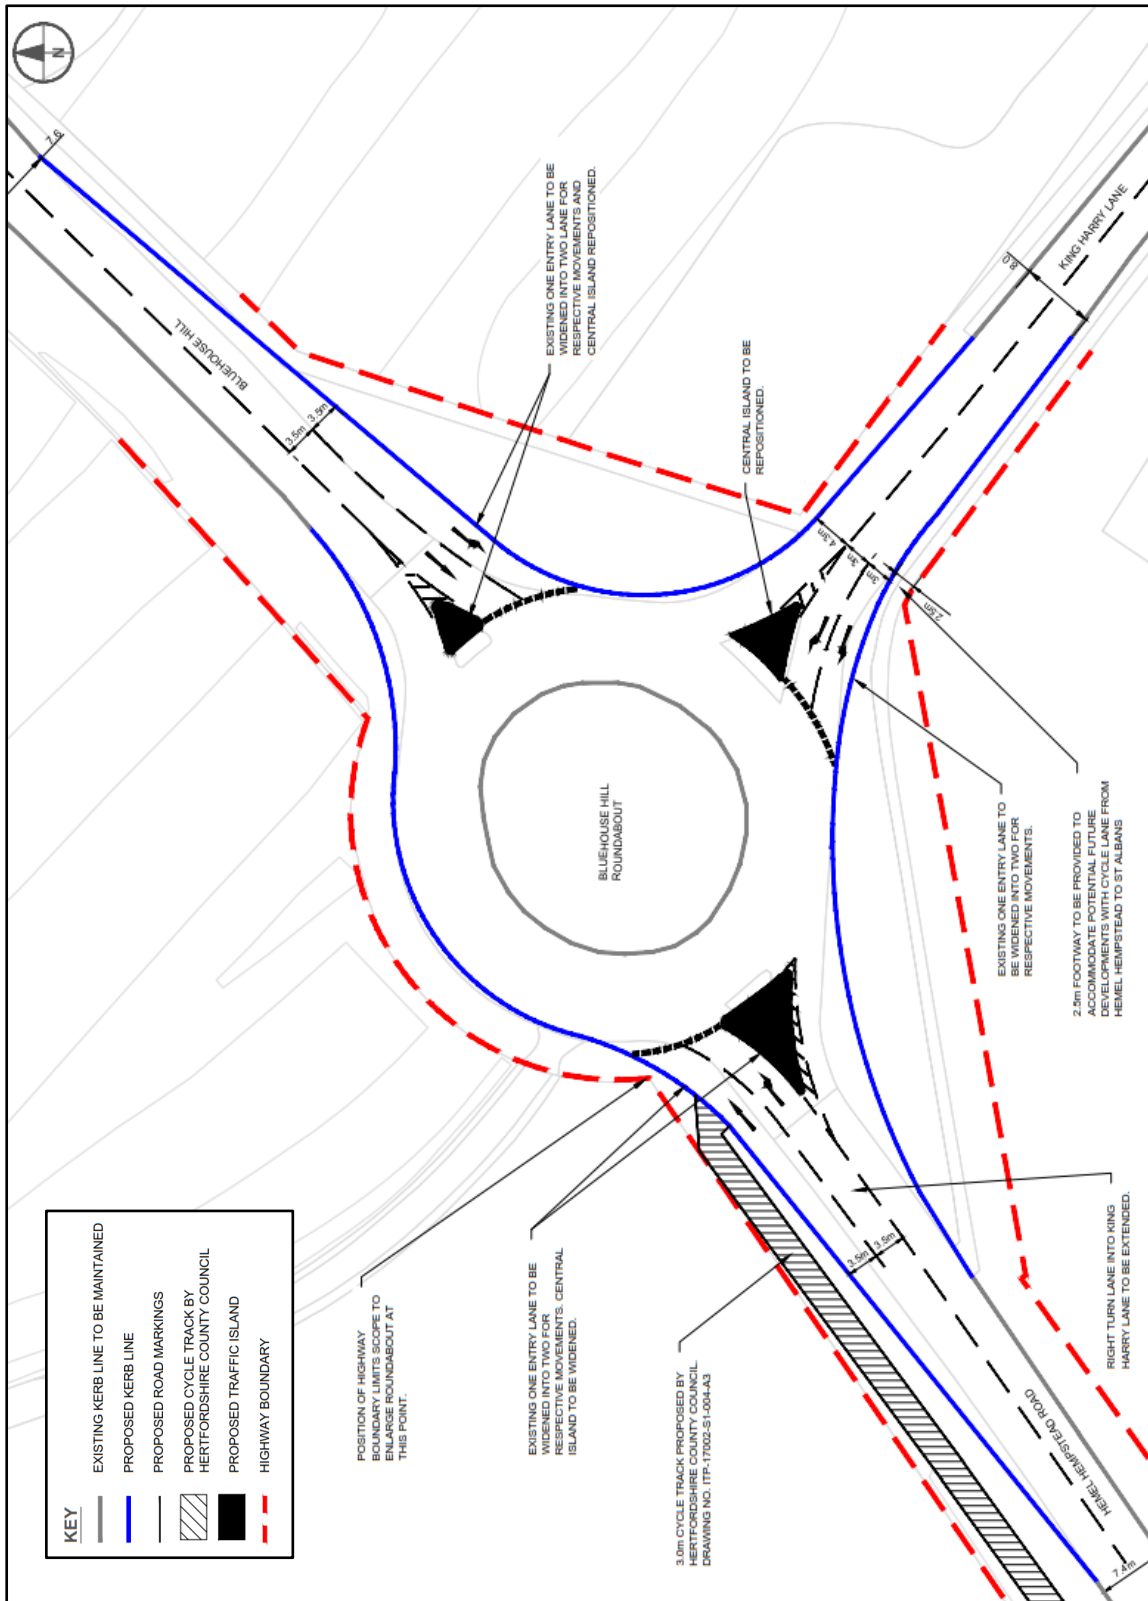 N
KEY
EXISTING KERB LINE TO BE MAINTAINED
PROPOSED KERB LINE
PROPOSED ROAD MARKINGS
PROPOSED CYCLE TRACK BY
HERTFORDSHIRE COUNTY COUNCIL
PROPOSED TRAFFIC ISLAND
HIGHWAY BOUNDARY
POSITION OF HIGHWAY
BOUNDARY LIMITS SCOPE TO
ENLARGE ROUNDABOUT AT
THIS POINT.
EXISTING ONE ENTRY LANE TO BE
WIDENED INTO TWO FOR
RESPECTIVE MOVEMENTS. CENTRAL
ISLAND TO BE WIDENED.
3.0m CYCLE TRACK PROPOSED BY
HERTFORDSHIRE COUNTY COUNCIL.
DRAWING NO. ITP-17002-S1-004-A3
BLUEHOUSE HILL
ROUNDABOUT
BLUEHOUSE HILL
7.6
3.5m
3.5m
EXISTING ONE ENTRY LANE TO BE
WIDENED INTO TWO LANE FOR
RESPECTIVE MOVEMENTS AND
CENTRAL ISLAND REPOSITIONED.
CENTRAL ISLAND TO BE
REPOSITIONED.
KING HARRY LANE
8.0
4.3m
3m
3m
2.5m
EXISTING ONE ENTRY LANE TO
BE WIDENED INTO TWO FOR
RESPECTIVE MOVEMENTS.
2.5m FOOTWAY TO BE PROVIDED TO
ACCOMMODATE POTENTIAL FUTURE
DEVELOPMENTS WITH CYCLE LANE FROM
HEMEL HEMPSTEAD TO ST ALBANS
RIGHT TURN LANE INTO KING
HARRY LANE TO BE EXTENDED.
3.5m
3.5m
HEMEL HEMPSTEAD ROAD
7.4m